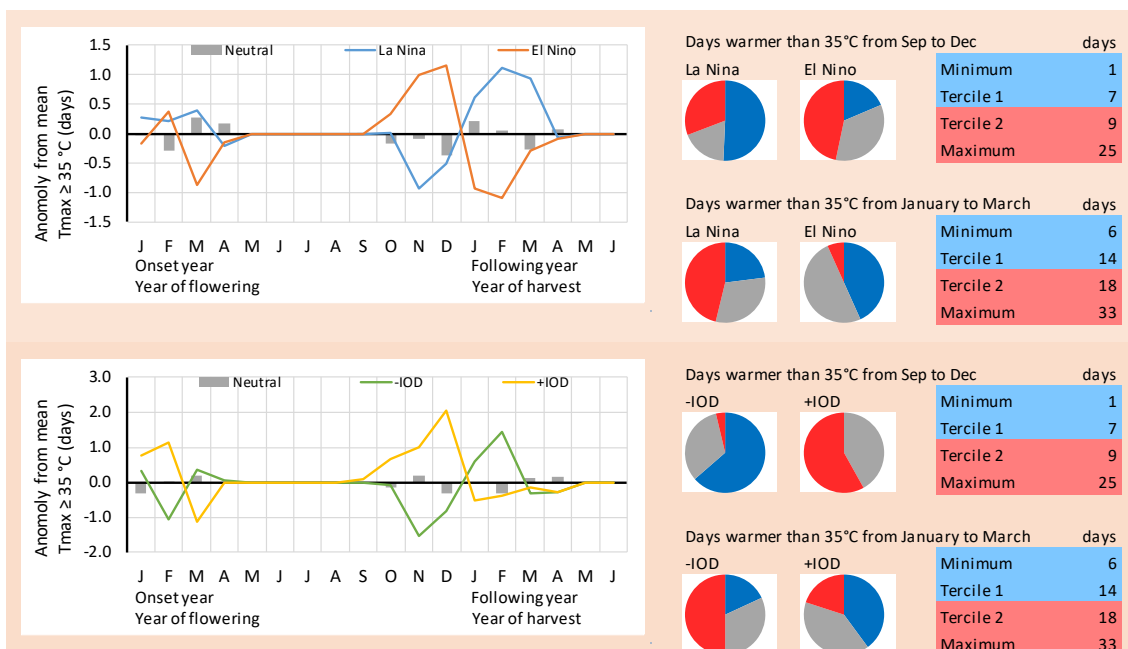 1.5
1.0
0.5
0.0
-0.5
-1.0
-1.5
Anomoly from mean
Tmax ≥ 35 °C (days)
Neutral La Nina El Nino
J F M A M J J A S O N D J F M A M J
Onset year Following year
Year of flowering Year of harvest
Days warmer than 35°C from Sep to Dec days
La Nina El Nino
Minimum 1
Tercile 1 7
Tercile 2 9
Maximum 25
Days warmer than 35°C from January to March days
La Nina El Nino
Minimum 6
Tercile 1 14
Tercile 2 18
Maximum 33
3.0
2.0
1.0
0.0
-1.0
-2.0
Anomoly from mean
Tmax ≥ 35 °C (days)
Neutral -IOD +IOD
J F M A M J J A S O N D J F M A M J
Onset year Following year
Year of flowering Year of harvest
Days warmer than 35°C from Sep to Dec days
-IOD +IOD
Minimum 1
Tercile 1 7
Tercile 2 9
Maximum 25
Days warmer than 35°C from January to March days
-IOD +IOD
Minimum 6
Tercile 1 14
Tercile 2 18
Maximum 33